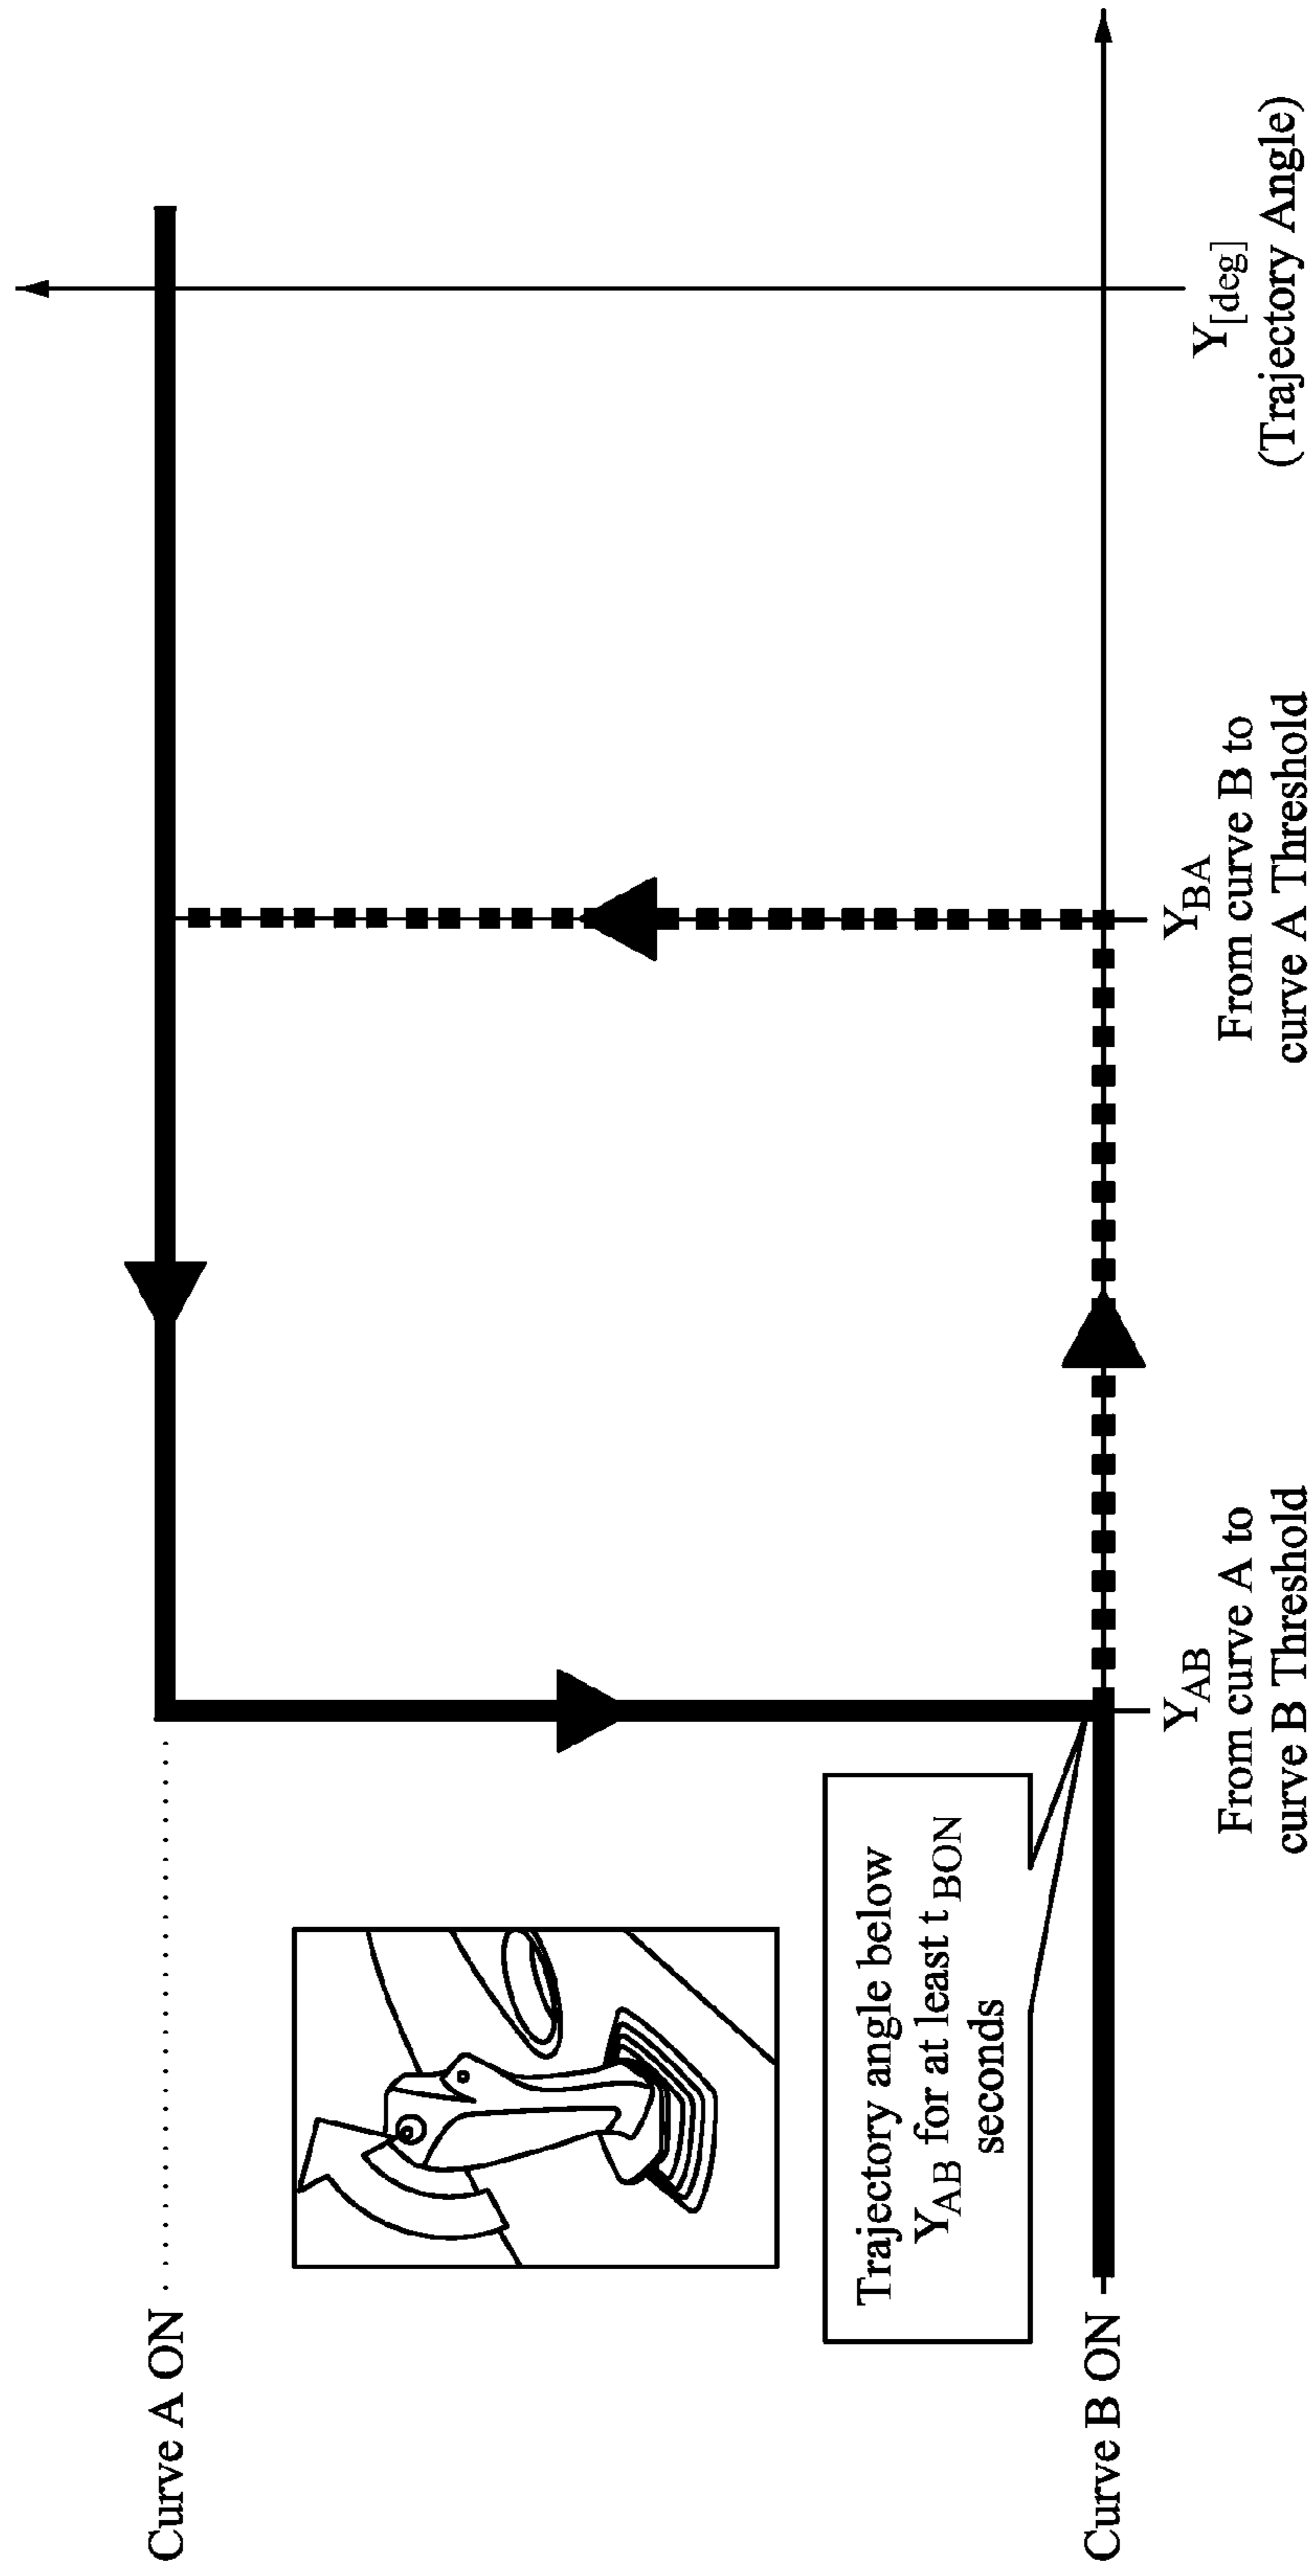 Curve A ON
Trajectory angle below
YAB for at least t BON
seconds
Curve B ON
YAB
From curve A to
curve B Threshold
YBA
From curve B to
curve A Threshold
Y[deg]
(Trajectory Angle)